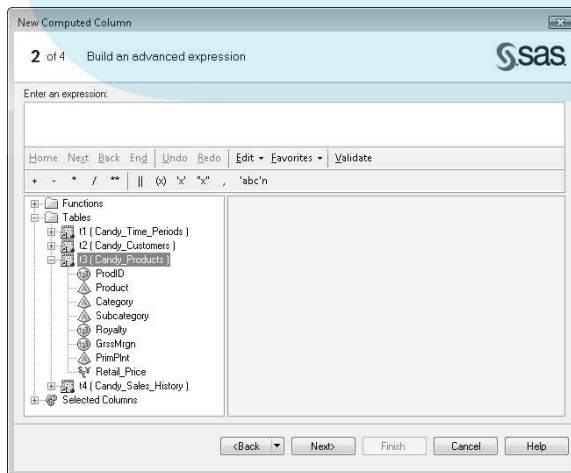 New Computed Column
2 of 4 Build an advanced expression
sas
Enter an expression:
Home Next Back End Undo Redo Edit Favorites Validate
+ - * / ** || (x) 'x' "x" , 'abc'n
Functions
Tables
t1 ( Candy_Time_Periods )
t2 ( Candy_Customers )
t3 ( Candy_Products )
ProdID
Product
Category
Subcategory
Royalty
GrssMrgn
PrimPlnt
Retail_Price
t4 ( Candy_Sales_History )
Selected Columns
<Back Next> Finish Cancel Help